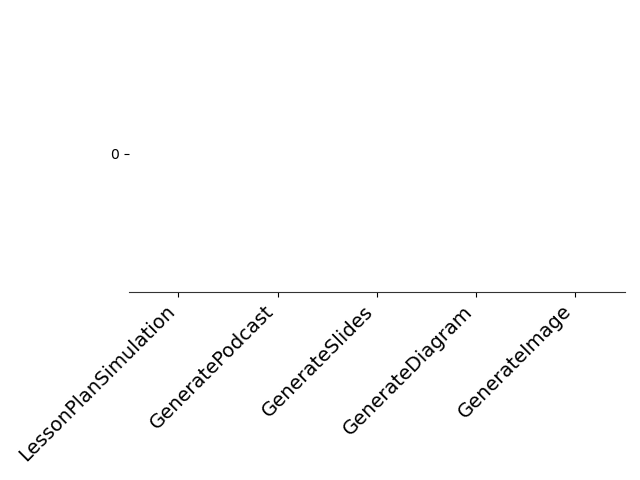 0
LessonPlanSimulation
GeneratePodcast
GenerateSlides
GenerateDiagram
GenerateImage